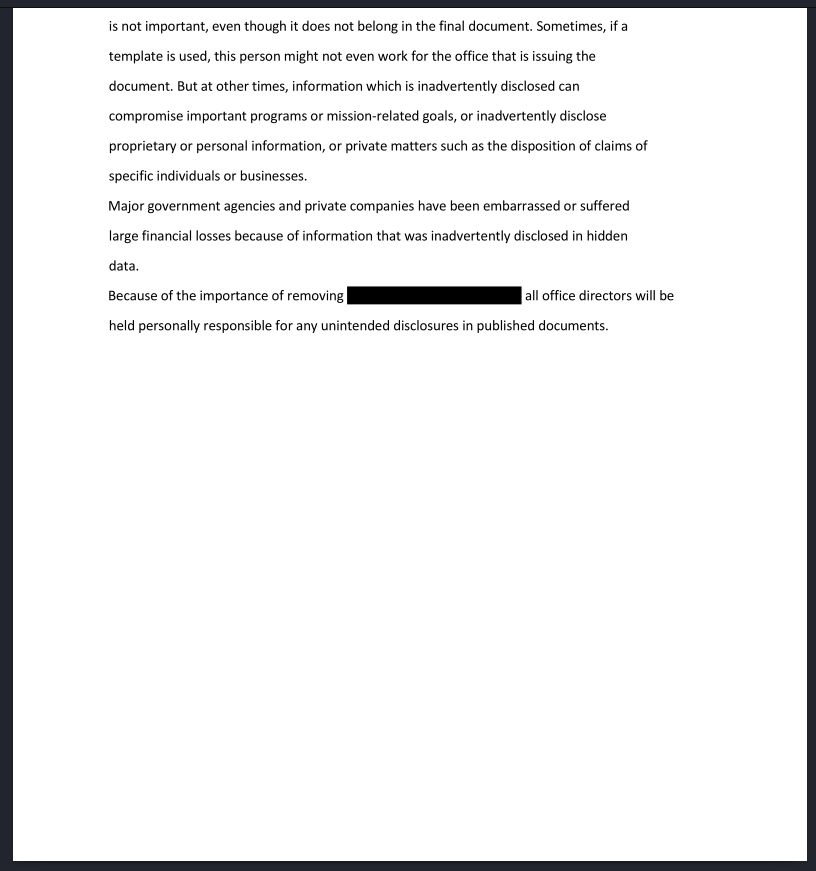 is not important, even though it does not belong in the final document. Sometimes, if a
template is used, this person might not even work for the office that is issuing the
document. But at other times, information which is inadvertently disclosed can
compromise important programs or mission-related goals, or inadvertently disclose
proprietary or personal information, or private matters such as the disposition of claims of
specific individuals or businesses.
Major government agencies and private companies have been embarrassed or suffered
large financial losses because of information that was inadvertently disclosed in hidden
data.
Because of the importance of removing all office directors will be
held personally responsible for any unintended disclosures in published documents.